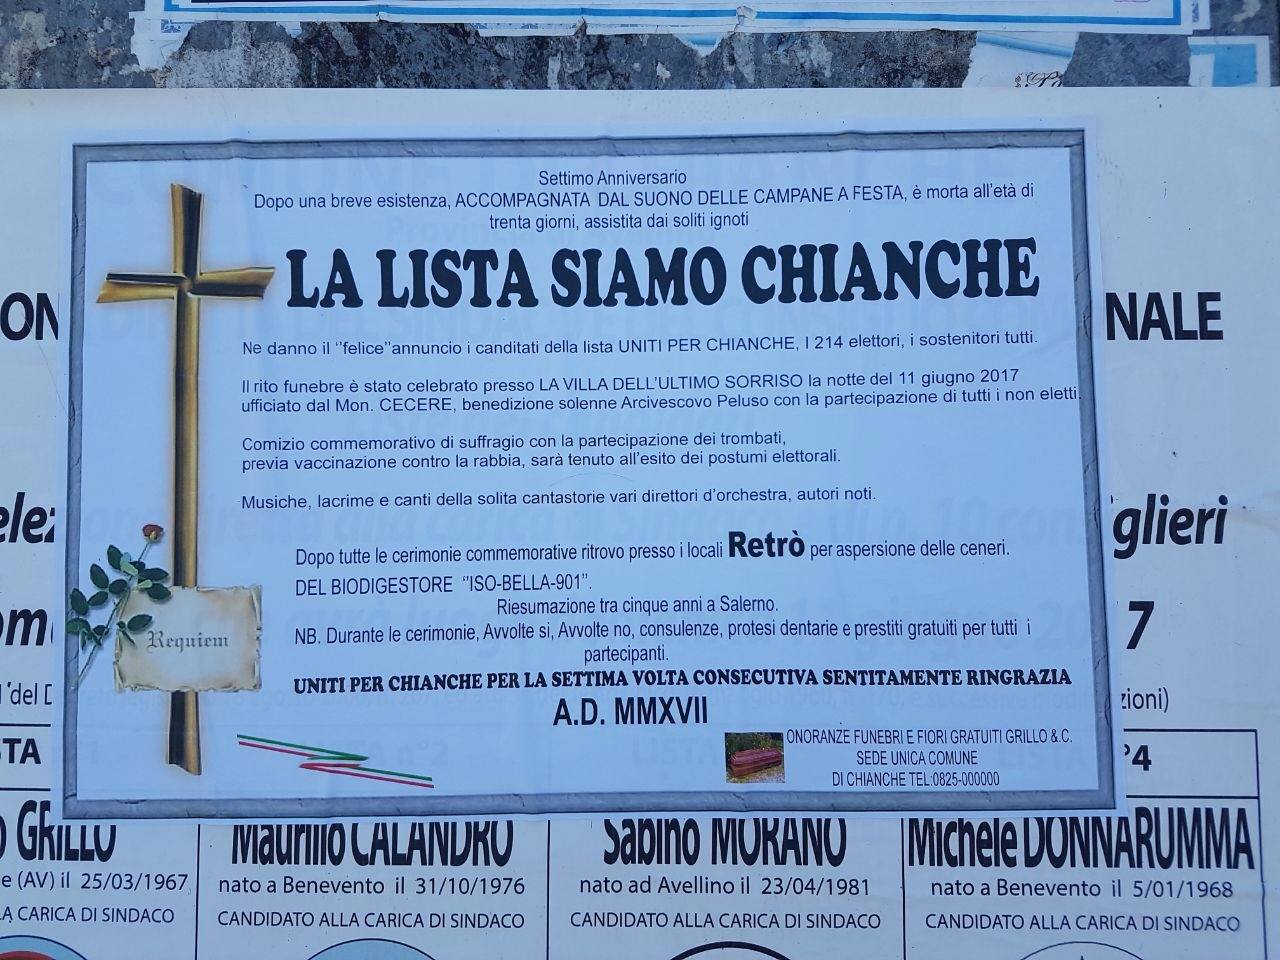 Settimo Anniversario
Dopo una breve esistenza, ACCOMPAGNATA DAL SUONO DELLE CAMPANE A FESTA, è morta all'età di
trenta giorni, assistita dai soliti ignoti
LA LISTA SIAMO CHIANCHE
Ne danno il "felice"annuncio i canditati della lista UNITI PER CHIANCHE, I 214 elettori, i sostenitori tutti.
Il rito funebre è stato celebrato presso LA VILLA DELL'ULTIMO SORRISO la notte del 11 giugno 2017
ufficiato dal Mon. CECERE, benedizione solenne Arcivescovo Peluso con la partecipazione di tutti i non eletti.
Comizio commemorativo di suffragio con la partecipazione dei trombati,
previa vaccinazione contro la rabbia, sarà tenuto all'esito dei postumi elettorali.
Musiche, lacrime e canti della solita cantastorie vari direttori d'orchestra, autori noti.
Dopo tutte le cerimonie commemorative ritrovo presso i locali Retrò per aspersione delle ceneri.
DEL BIODIGESTORE "ISO-BELLA-901".
Riesumazione tra cinque anni a Salerno.
NB. Durante le cerimonie, Avvolte si, Avvolte no, consulenze, protesi dentarie e prestiti gratuiti per tutti i
partecipanti.
UNITI PER CHIANCHE PER LA SETTIMA VOLTA CONSECUTIVA SENTITAMENTE RINGRAZIA
A.D. MMXVII
Requiem
ONORANZE FUNEBRI E FIORI GRATUITI GRILLO &.C.
SEDE UNICA COMUNE
DI CHIANCHE TEL:0825-000000
ON
NALE
elez
glieri
om
7
'del D
zioni)
STA
°4
O GRILLO
Maurilio CALANDRO
Sabino MORANO
Michele DONNARUMMA
e (AV) il 25/03/1967
nato a Benevento il 31/10/1976
nato ad Avellino il 23/04/1981
nato a Benevento il 5/01/1968
LA CARICA DI SINDACO
CANDIDATO ALLA CARICA DI SINDACO
CANDIDATO ALLA CARICA DI SINDACO
CANDIDATO ALLA CARICA DI SINDACO